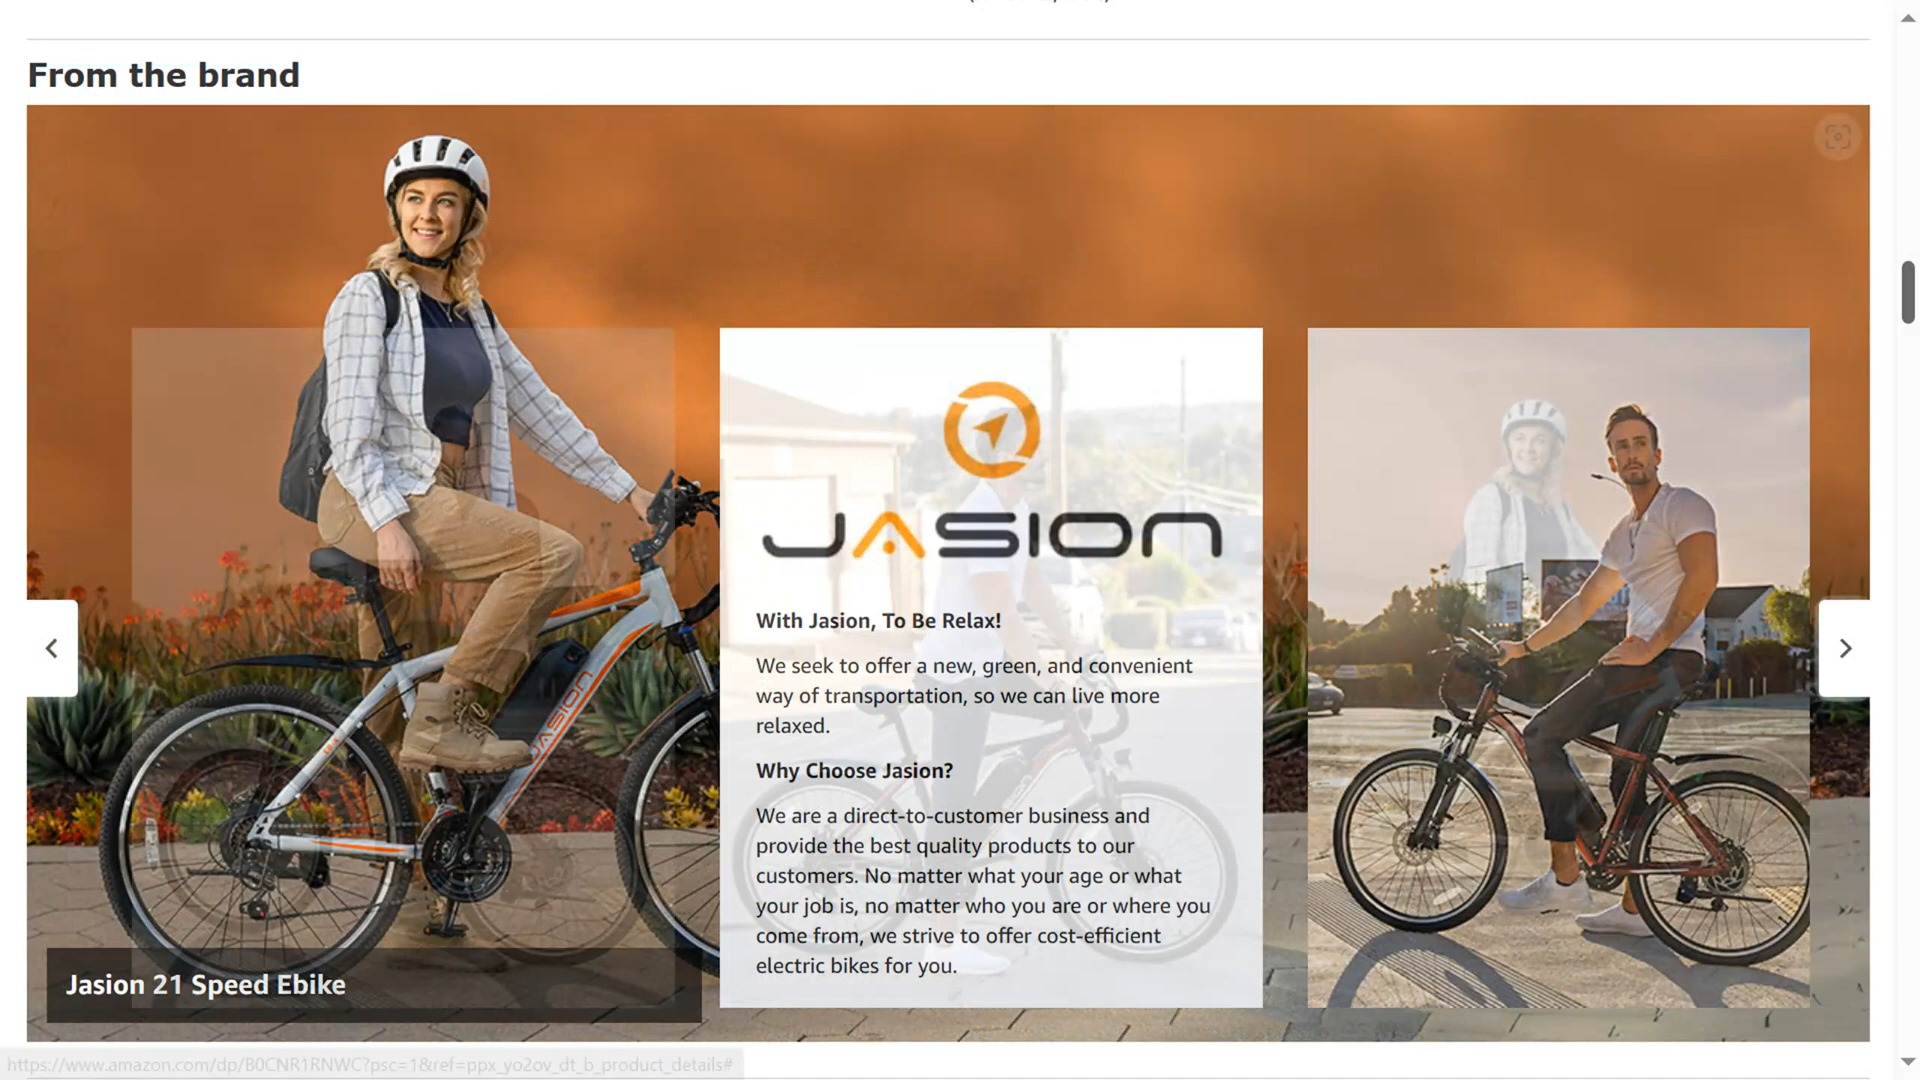 From the brand
JASION
JASION
With Jasion, To Be Relax!
We seek to offer a new, green, and convenient
way of transportation, so we can live more
relaxed.
Why Choose Jasion?
We are a direct-to-customer business and
provide the best quality products to our
customers. No matter what your age or what
your job is, no matter who you are or where you
come from, we strive to offer cost-efficient
electric bikes for you.
Jasion 21 Speed Ebike
https://www.amazon.com/dp/B0CNR1RNWC?psc=1&ref=ppx_yo2ov_dt_b_product_details#